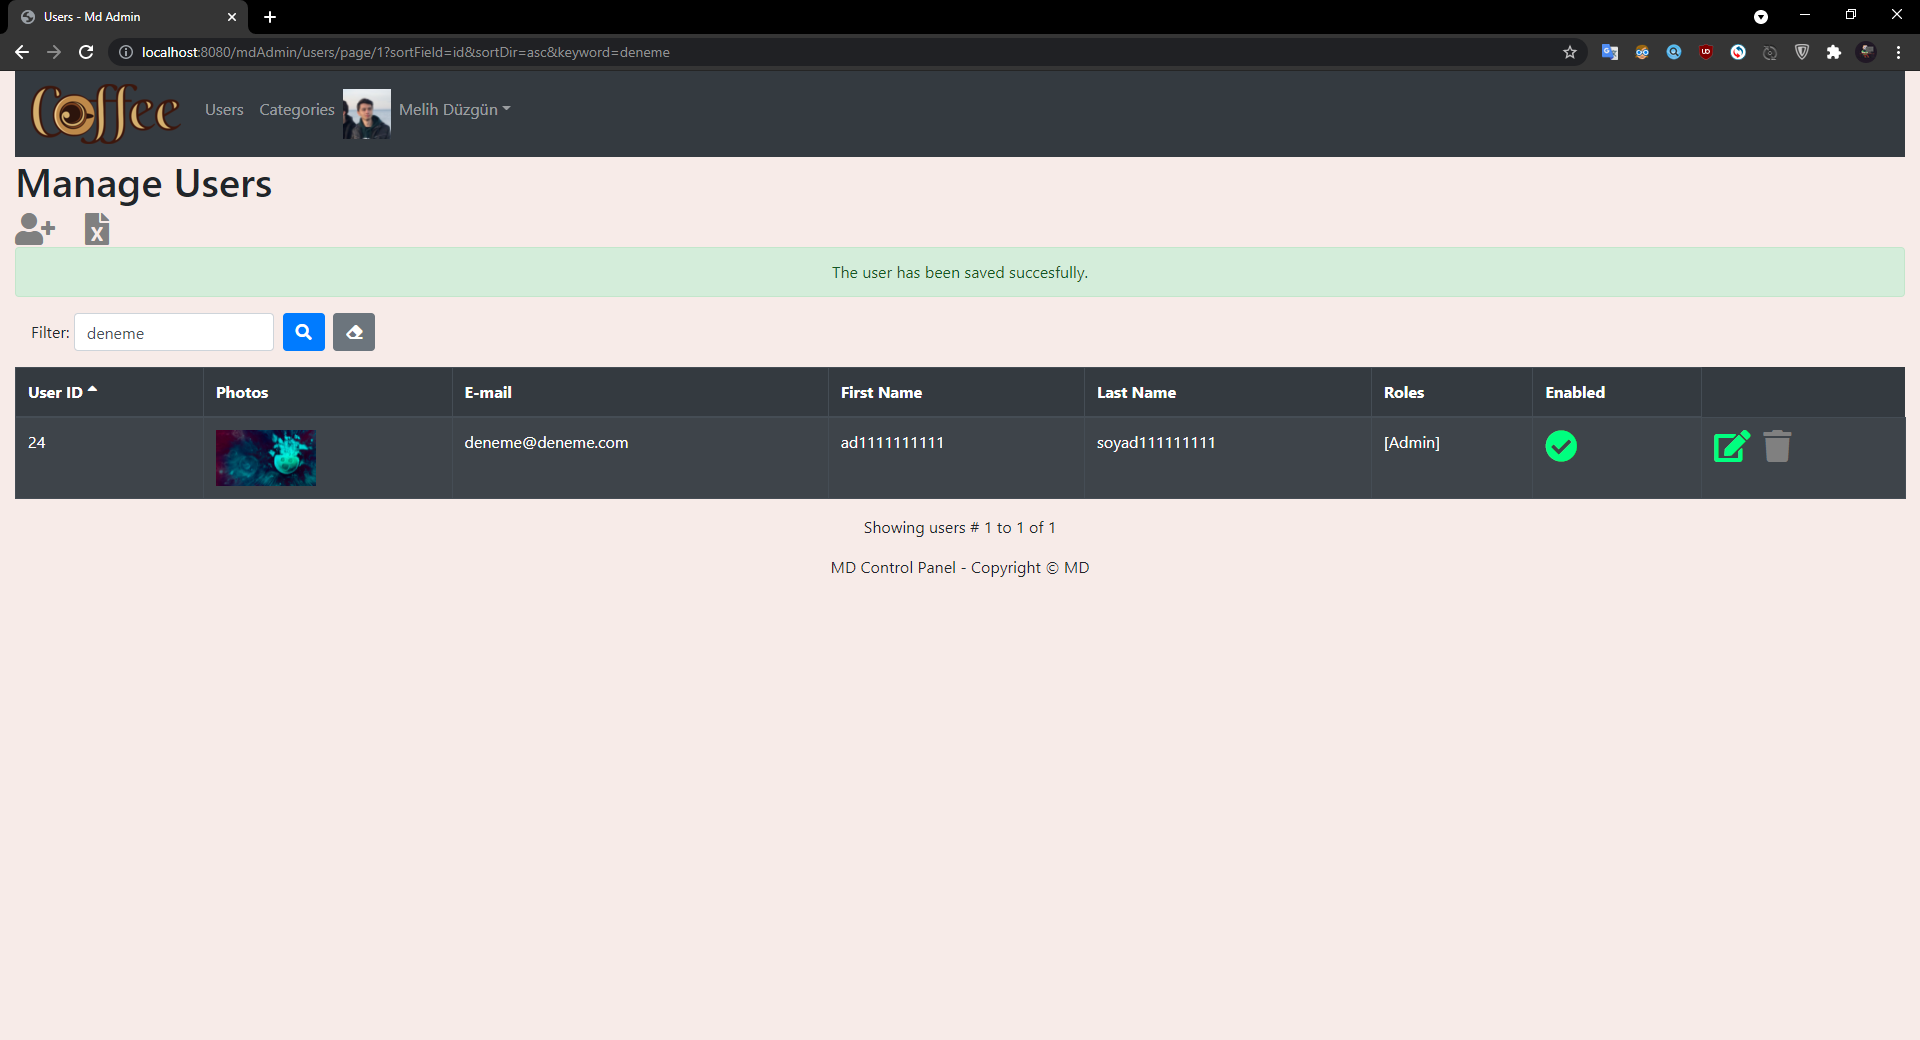 Users - Md Admin
localhost:8080/mdAdmin/users/page/1?sortField=id&sortDir=asc&keyword=deneme
Coffee Users Categories Melih Düzgün
Manage Users
X
The user has been saved succesfully.
Filter: deneme
User ID Photos E-mail First Name Last Name Roles Enabled
24 deneme@deneme.com ad1111111111 soyad111111111 [Admin]
Showing users # 1 to 1 of 1
MD Control Panel - Copyright © MD